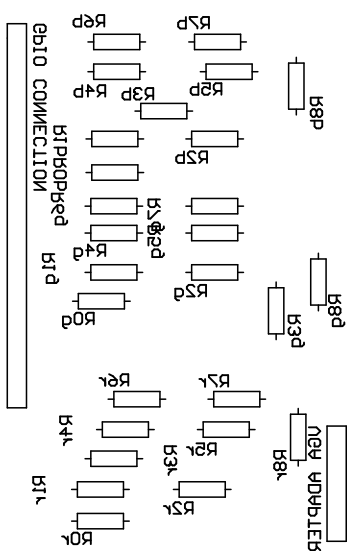 R6b
R7b
GPIO CONNECTION
R4b
R3b
R5b
R8b
R1b
R0b
R6g
R2b
R7g
R5g
R4g
R1g
R2g
R0g
R3g
R8g
R6r
R7r
R4r
R3r
R5r
R8r
VGA ADAPTER
R1r
R2r
R0r